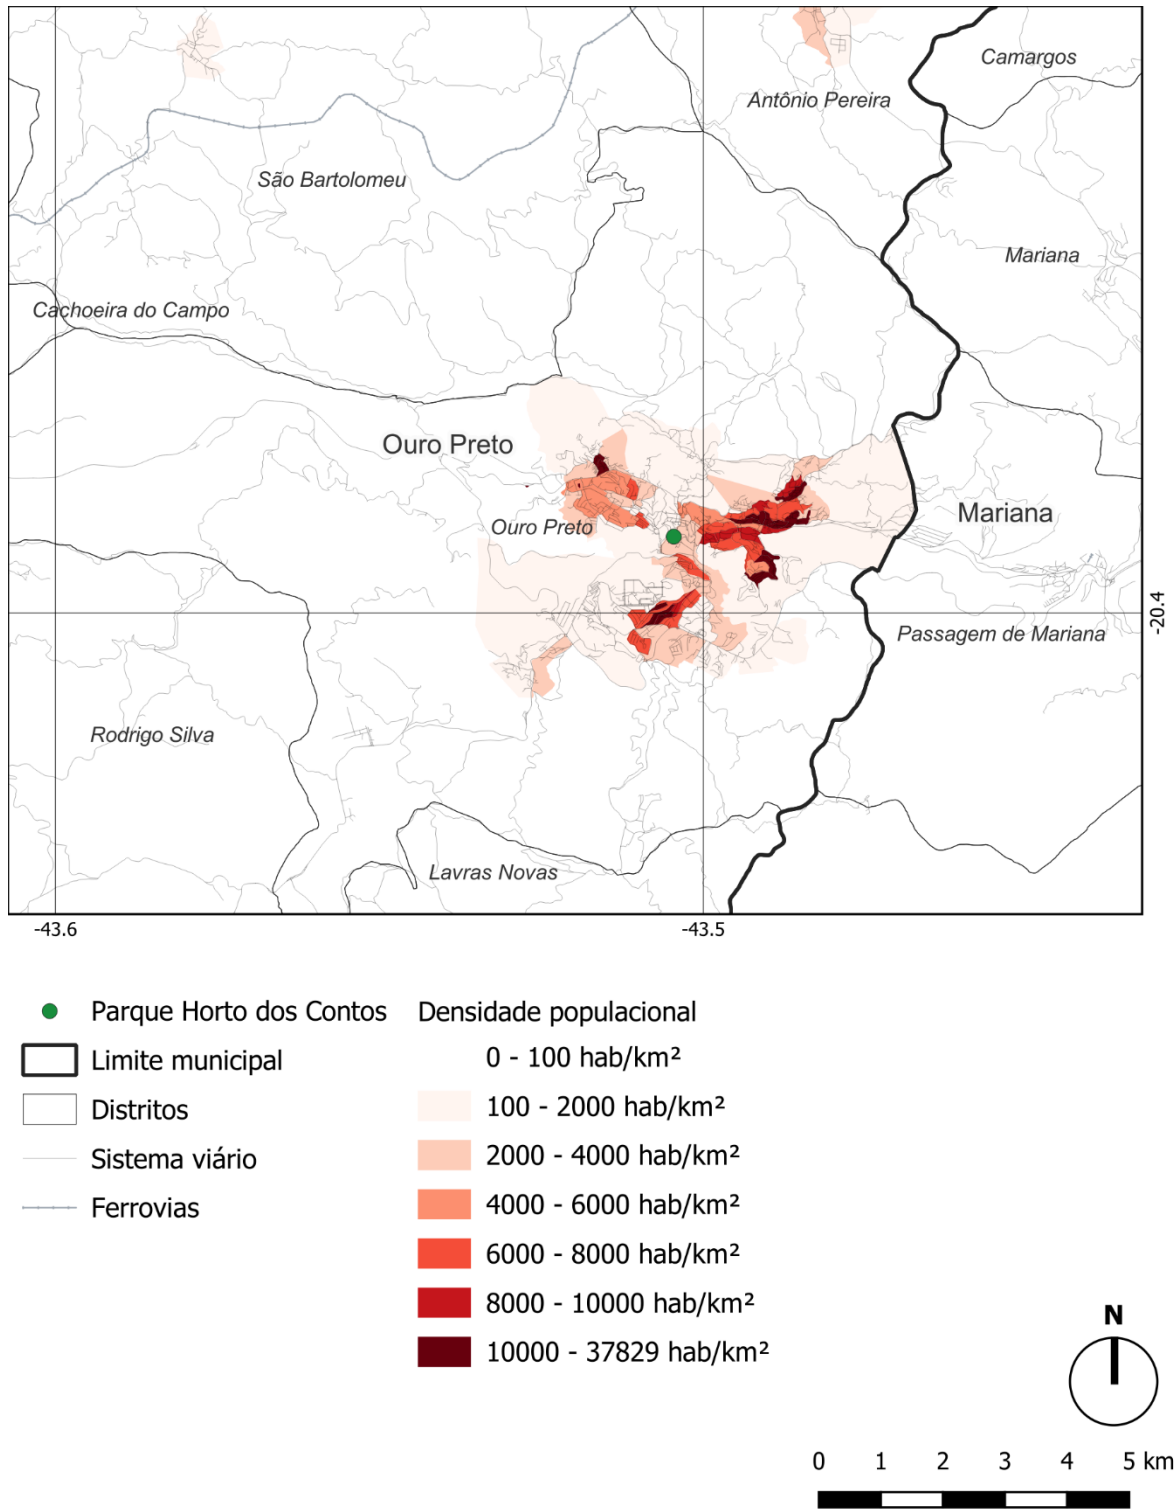 Camargos
Antônio Pereira
São Bartolomeu
Mariana
Cachoeira do Campo
Ouro Preto
Mariana
Ouro Preto
-20.4
Passagem de Mariana
Rodrigo Silva
Lavras Novas
-43.6
-43.5
Parque Horto dos Contos
Limite municipal
Distritos
Sistema viário
Ferrovias
Densidade populacional
0 - 100 hab/km²
100 - 2000 hab/km²
2000 - 4000 hab/km²
4000 - 6000 hab/km²
6000 - 8000 hab/km²
8000 - 10000 hab/km²
10000 - 37829 hab/km²
N
0 1 2 3 4 5 km